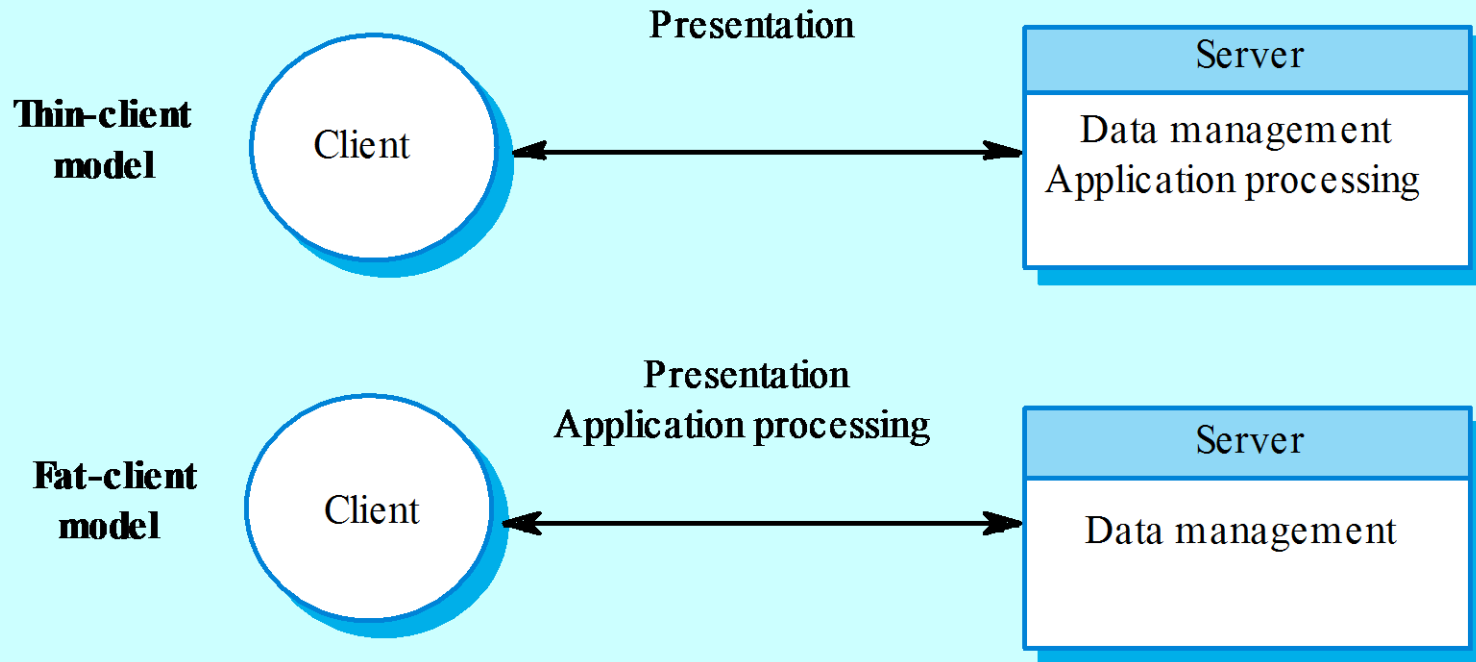 Presentation
Server
Thin-client
model
Client
Data management
Application processing
Presentation
Application processing
Server
Fat-client
model
Client
Data management